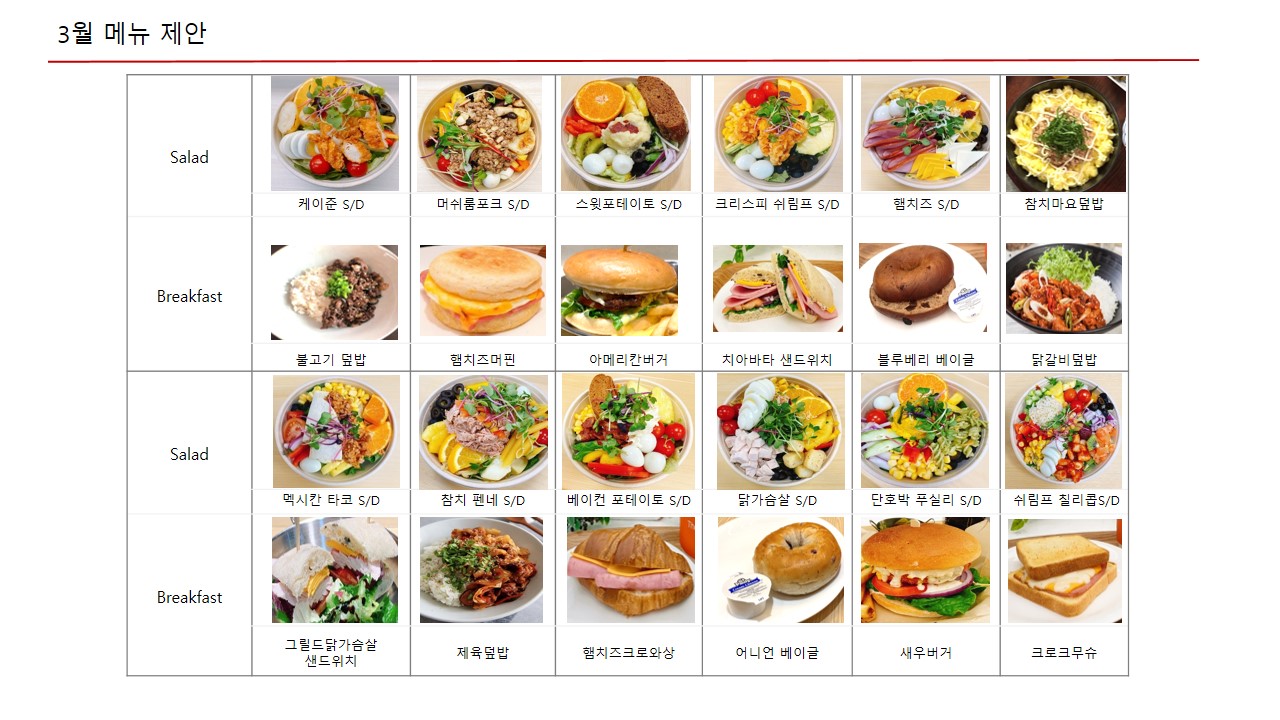 3월 메뉴 제안
Salad
케이준 S/D
머쉬룸포크 S/D
스윗포테이토 S/D
크리스피 쉬림프 S/D
햄치즈 S/D
참치마요덮밥
Breakfast
불고기 덮밥
햄치즈머핀
아메리칸버거
치아바타 샌드위치
블루베리 베이글
닭갈비덮밥
Salad
멕시칸 타코 S/D
참치 펜네 S/D
베이컨 포테이토 S/D
닭가슴살 S/D
단호박 푸실리 S/D
쉬림프 칠리콥S/D
Breakfast
그릴드닭가슴살
샌드위치
제육덮밥
햄치즈크로와상
어니언 베이글
새우버거
크로크무슈